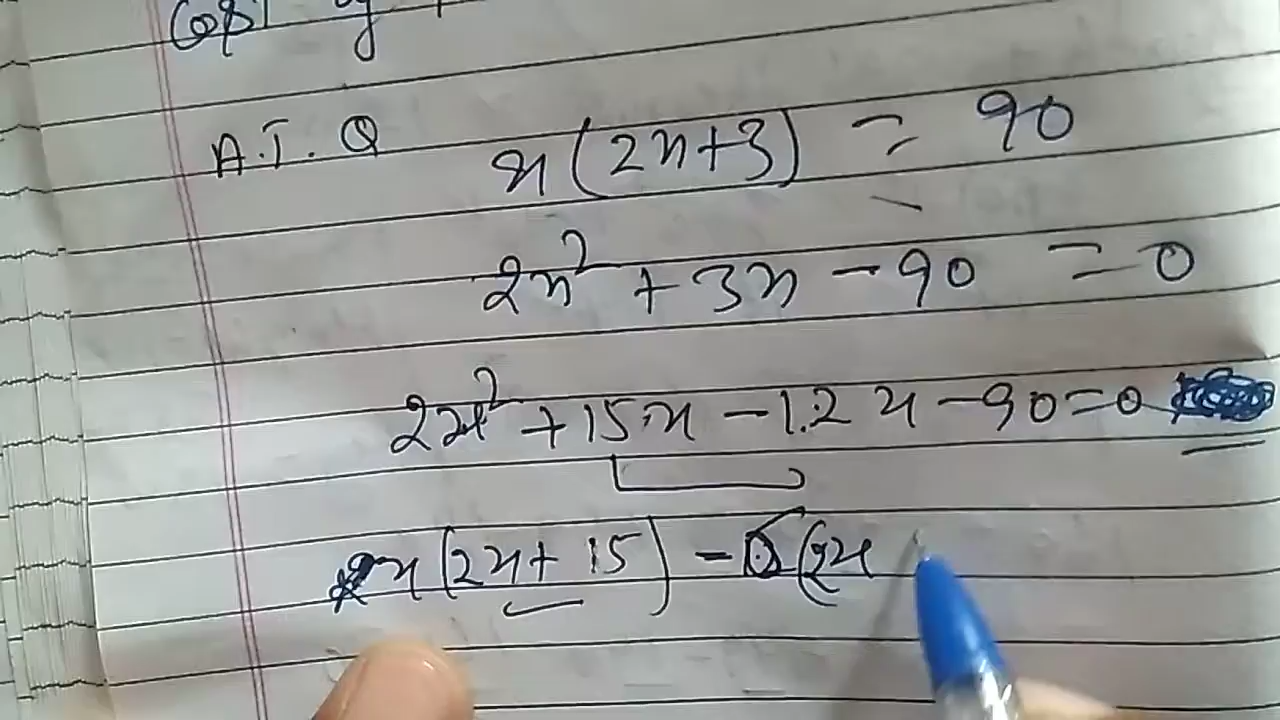 A.T.Q x(2x+3) = 90
2x² + 3x - 90 = 0
2x² + 15x - 12x - 90 = 0
x(2x + 15) - 6(2x